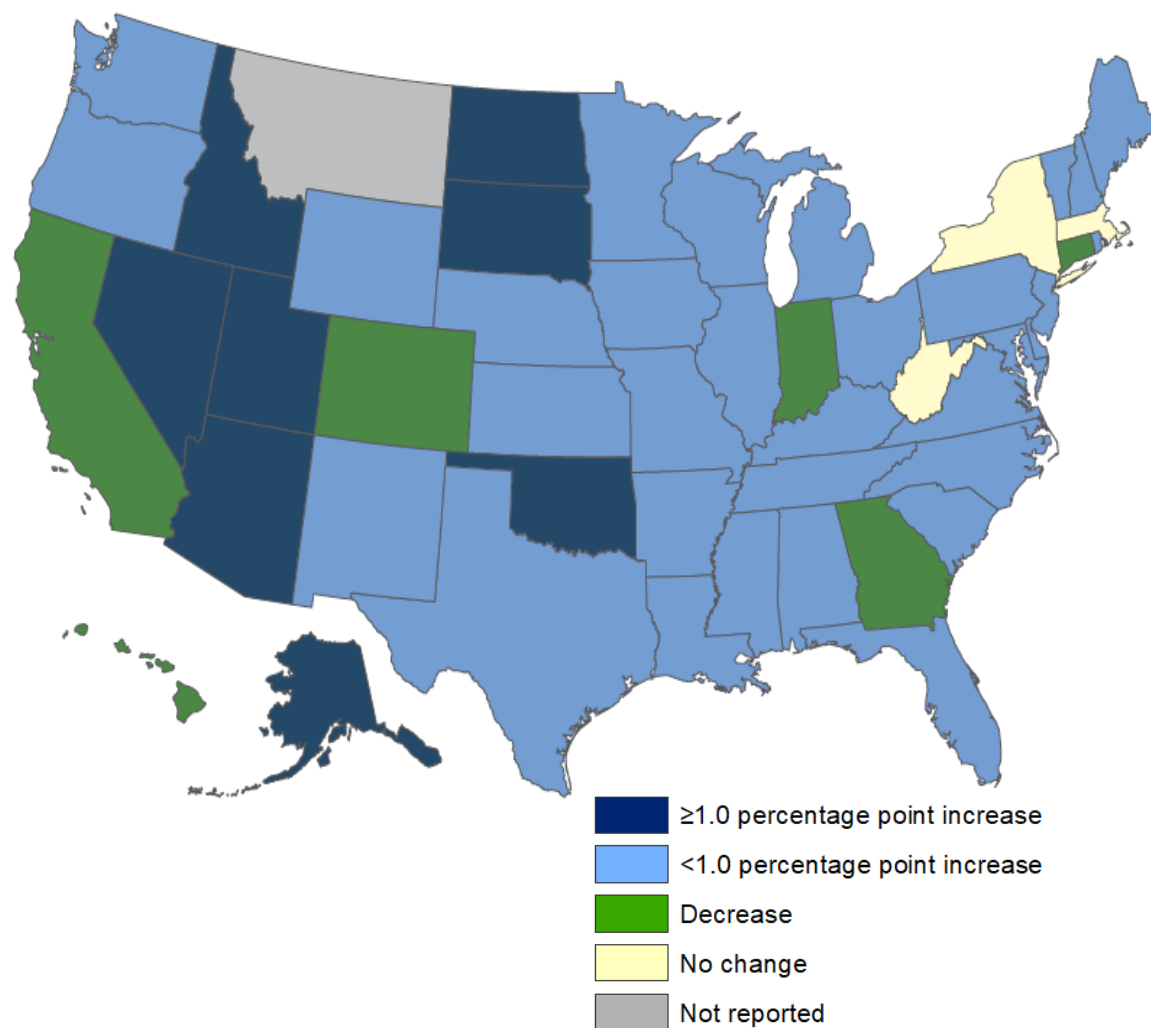 ≥1.0 percentage point increase
<1.0 percentage point increase
Decrease
No change
Not reported